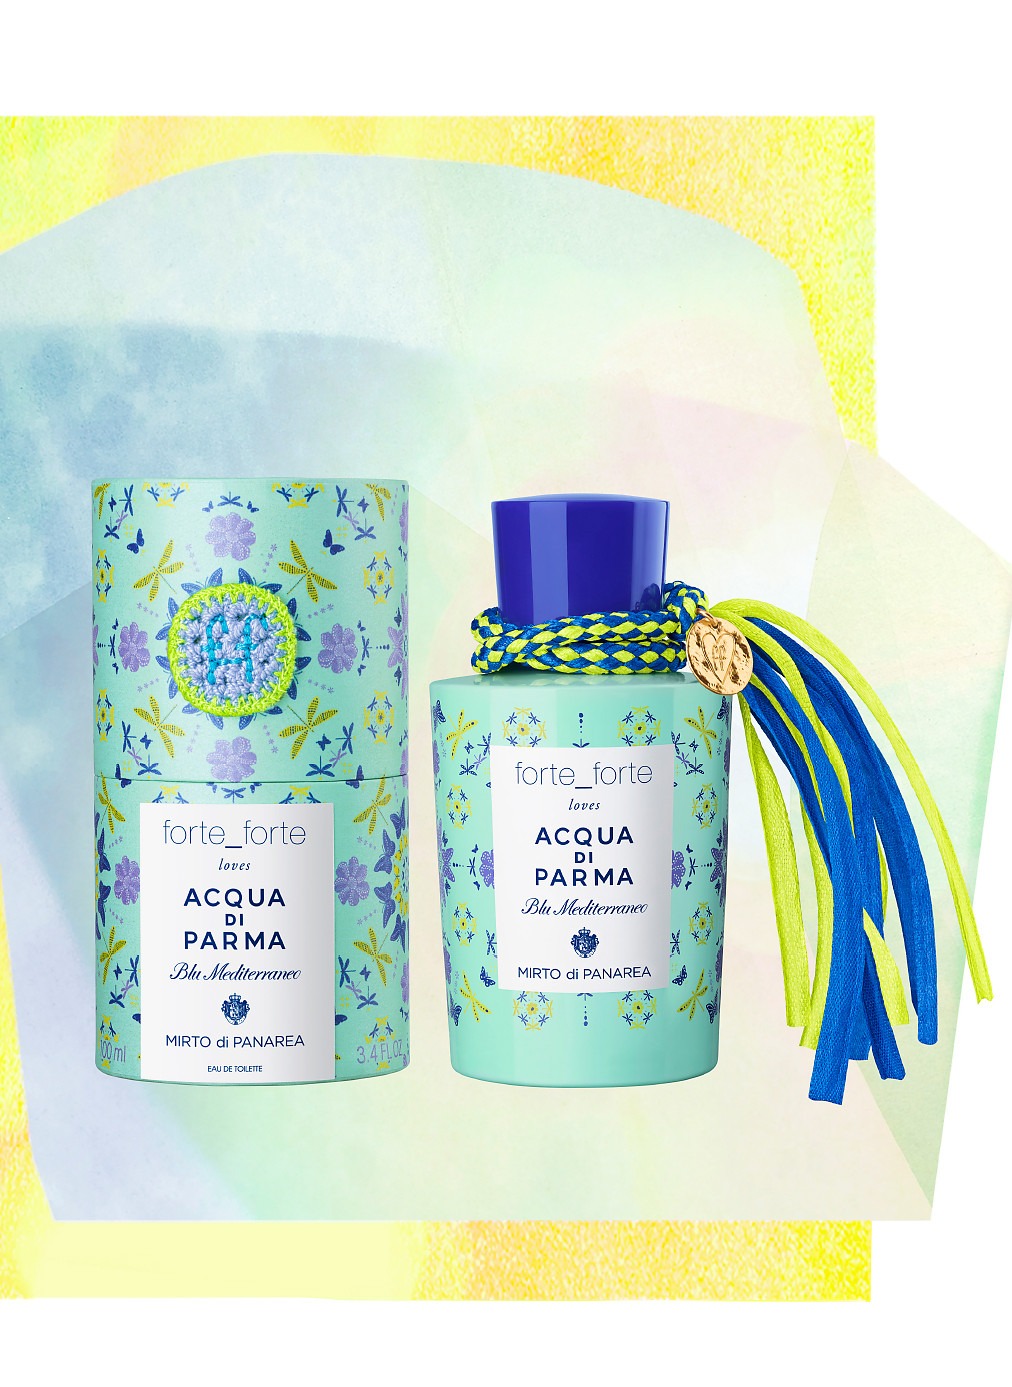 forte_forte
loves
ACQUA
DI
PARMA
Blu Mediterraneo
MIRTO di PANAREA
EAU DE TOILETTE
100 ml
3.4 FL OZ
forte_forte
loves
ACQUA
DI
PARMA
Blu Mediterraneo
MIRTO di PANAREA